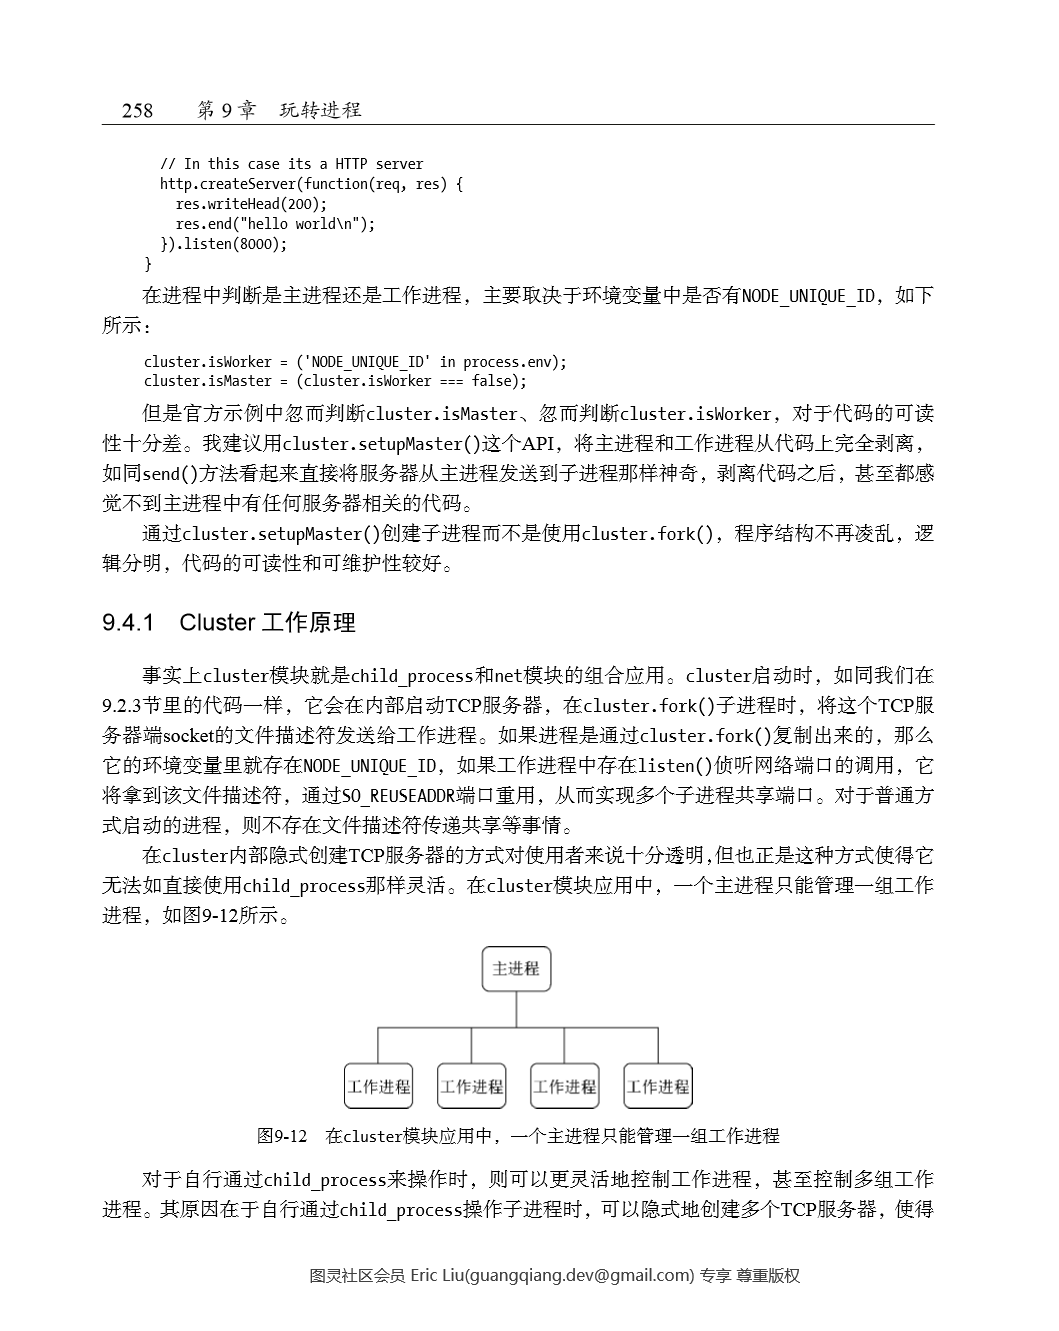 258 第 9 章 玩转进程
// In this case its a HTTP server
http.createServer(function(req, res) {
res.writeHead(200);
res.end("hello world\n");
}).listen(8000);
}
在进程中判断是主进程还是工作进程，主要取决于环境变量中是否有NODE_UNIQUE_ID，如下
所示：
cluster.isWorker = ('NODE_UNIQUE_ID' in process.env);
cluster.isMaster = (cluster.isWorker === false);
但是官方示例中忽而判断cluster.isMaster、忽而判断cluster.isWorker，对于代码的可读
性十分差。我建议用cluster.setupMaster()这个API，将主进程和工作进程从代码上完全剥离，
如同send()方法看起来直接将服务器从主进程发送到子进程那样神奇，剥离代码之后，甚至都感
觉不到主进程中有任何服务器相关的代码。
通过cluster.setupMaster()创建子进程而不是使用cluster.fork()，程序结构不再凌乱，逻
辑分明，代码的可读性和可维护性较好。
9.4.1 Cluster 工作原理
事实上cluster模块就是child_process和net模块的组合应用。cluster启动时，如同我们在
9.2.3节里的代码一样，它会在内部启动TCP服务器，在cluster.fork()子进程时，将这个TCP服
务器端socket的文件描述符发送给工作进程。如果进程是通过cluster.fork()复制出来的，那么
它的环境变量里就存在NODE_UNIQUE_ID，如果工作进程中存在listen()侦听网络端口的调用，它
将拿到该文件描述符，通过SO_REUSEADDR端口重用，从而实现多个子进程共享端口。对于普通方
式启动的进程，则不存在文件描述符传递共享等事情。
在cluster内部隐式创建TCP服务器的方式对使用者来说十分透明，但也正是这种方式使得它
无法如直接使用child_process那样灵活。在cluster模块应用中，一个主进程只能管理一组工作
进程，如图9-12所示。
主进程
工作进程 工作进程 工作进程 工作进程
图9-12 在cluster模块应用中，一个主进程只能管理一组工作进程
对于自行通过child_process来操作时，则可以更灵活地控制工作进程，甚至控制多组工作
进程。其原因在于自行通过child_process操作子进程时，可以隐式地创建多个TCP服务器，使得
图灵社区会员 Eric Liu(guangqiang.dev@gmail.com) 专享 尊重版权